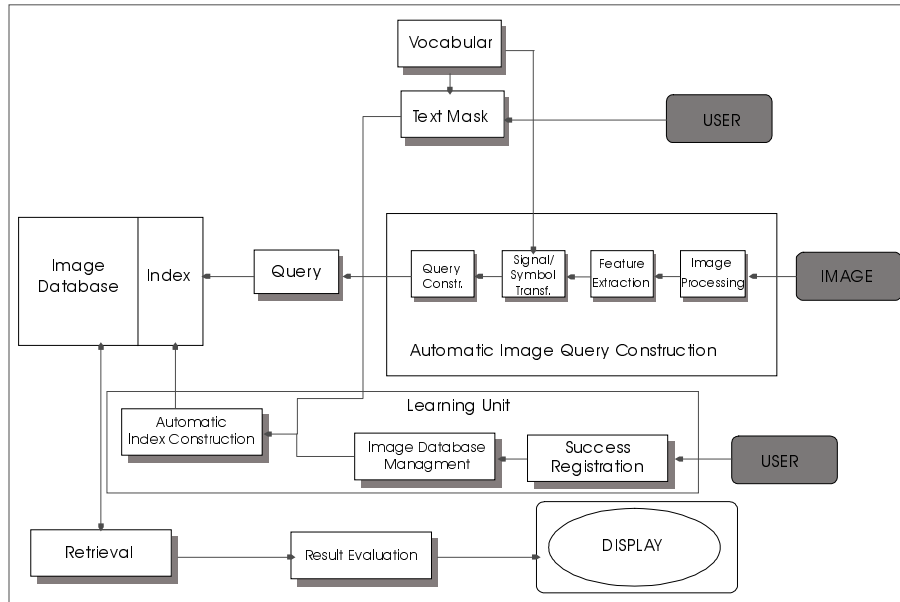 Vocabular
Text Mask
USER
Image
Database
Index
Query
Query
Constr.
Signal/
Symbol
Transf.
Feature
Extraction
Image
Processing
IMAGE
Automatic Image Query Construction
Learning Unit
Automatic
Index Construction
Image Database
Managment
Success
Registration
USER
Retrieval
Result Evaluation
DISPLAY